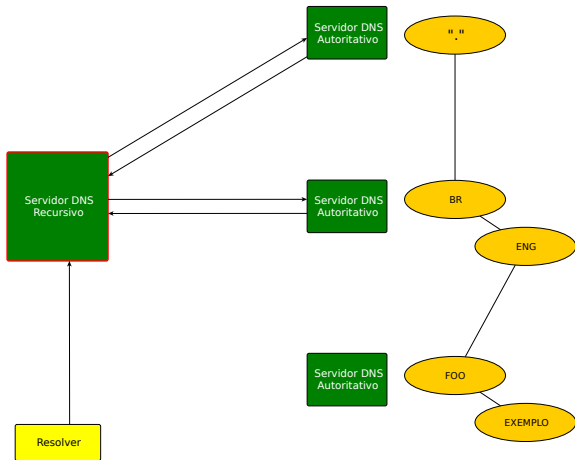 Servidor DNS
Autoritativo
"."
Servidor DNS
Recursivo
Servidor DNS
Autoritativo
BR
ENG
Servidor DNS
Autoritativo
FOO
EXEMPLO
Resolver